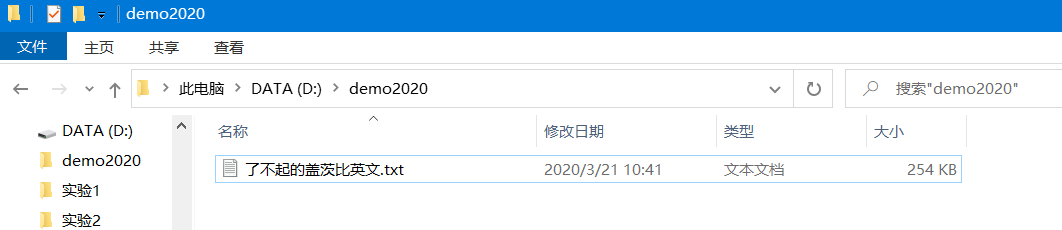 demo2020
文件 主页 共享 查看
此电脑 DATA (D:) demo2020 搜索"demo2020"
DATA (D:) 名称 修改日期 类型 大小
demo2020 了不起的盖茨比英文.txt 2020/3/21 10:41 文本文档 254 KB
实验1
实验2